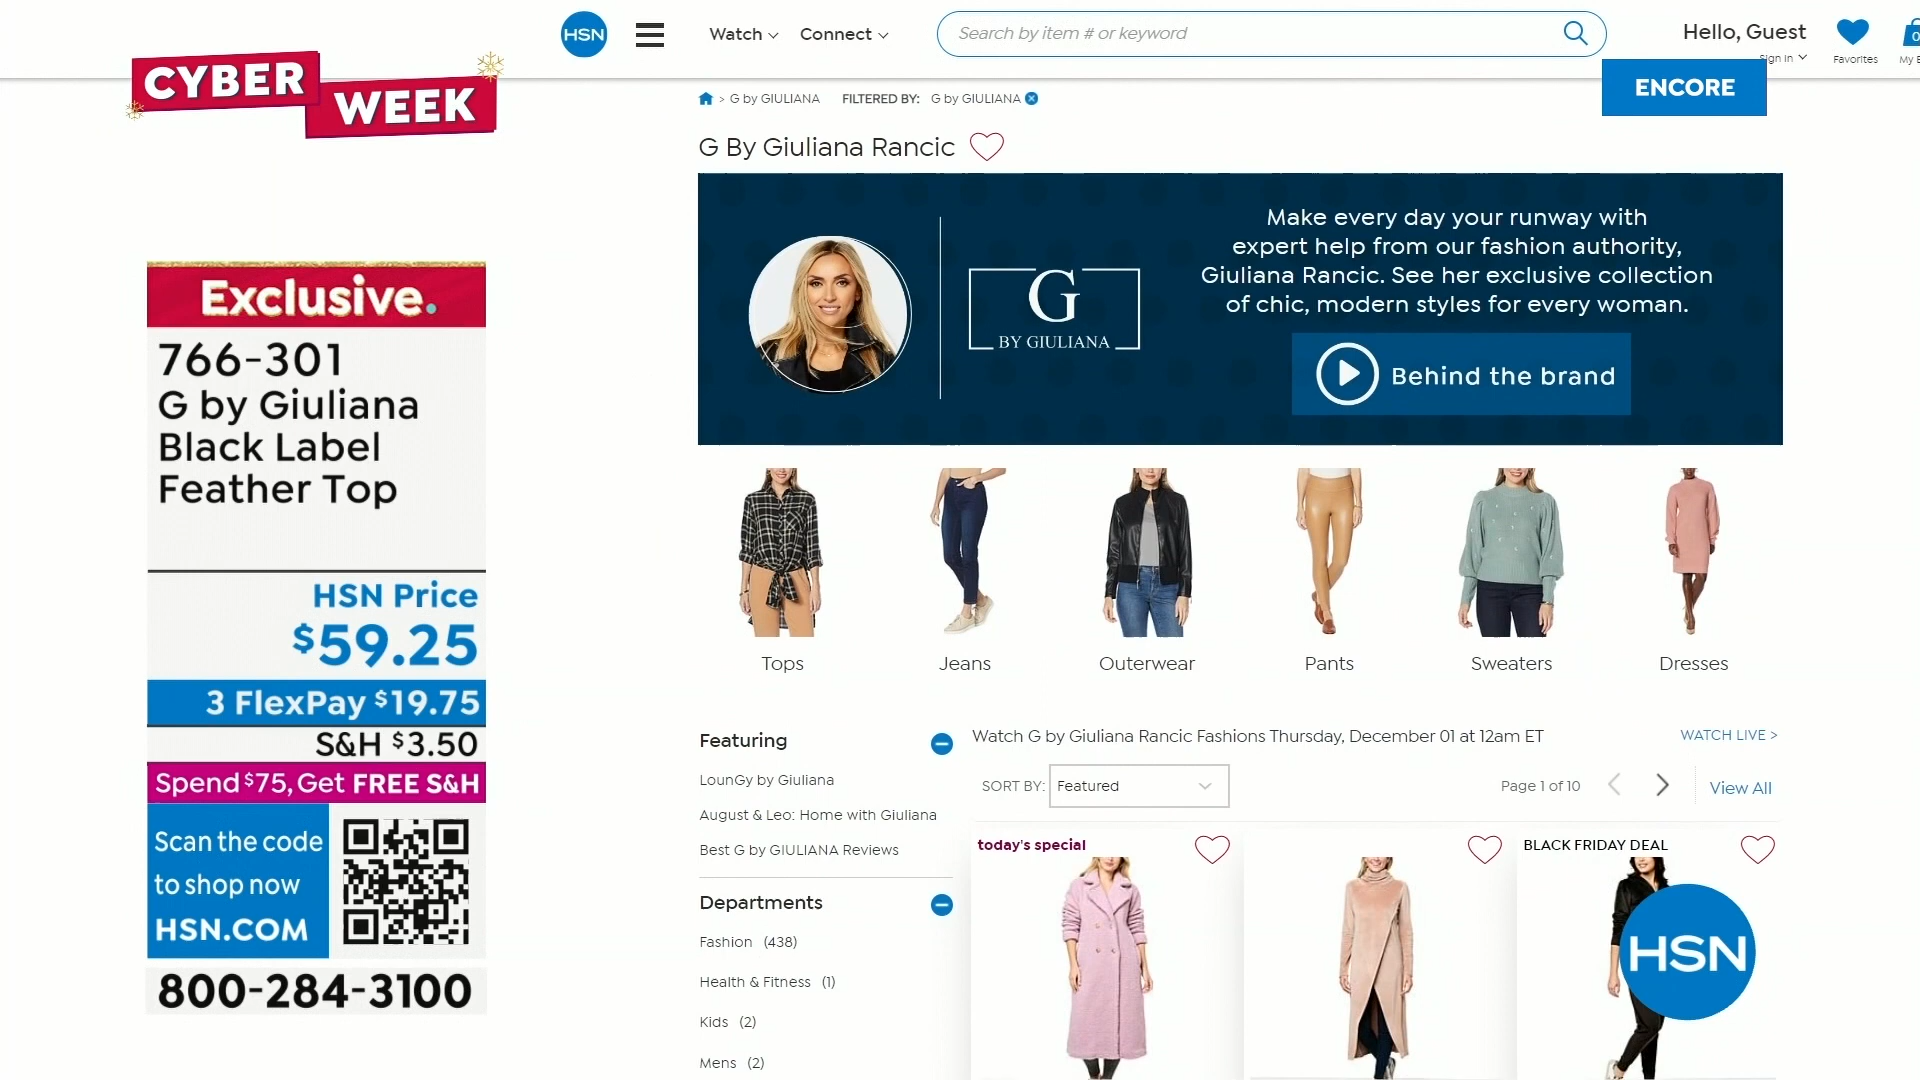 HSN
Watch
Connect
Search by item # or keyword
Hello, Guest
Sign In
Favorites
0
ENCORE
CYBER
WEEK
> G by GIULIANA FILTERED BY: G by GIULIANA
G By Giuliana Rancic
Make every day your runway with
expert help from our fashion authority,
Giuliana Rancic. See her exclusive collection
of chic, modern styles for every woman.
G
BY GIULIANA
Behind the brand
Exclusive.
766-301
G by Giuliana
Black Label
Feather Top
HSN Price
$59.25
3 FlexPay $19.75
S&H $3.50
Spend $75, Get FREE S&H
Scan the code
to shop now
HSN.COM
800-284-3100
Tops
Jeans
Outerwear
Pants
Sweaters
Dresses
Featuring
LounGy by Giuliana
August & Leo: Home with Giuliana
Best G by GIULIANA Reviews
Departments
Fashion (438)
Health & Fitness (1)
Kids (2)
Mens (2)
Watch G by Giuliana Rancic Fashions Thursday, December 01 at 12am ET
WATCH LIVE >
SORT BY: Featured
Page 1 of 10
View All
today's special
BLACK FRIDAY DEAL
HSN